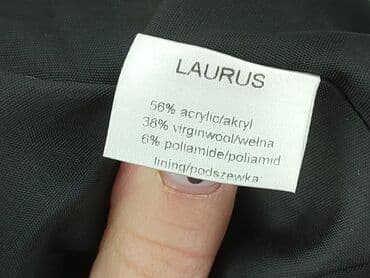 LAURUS
56% acrylic/akryl
38% virginwool/wełna
6% poliamide/poliamid
lining/podszewka